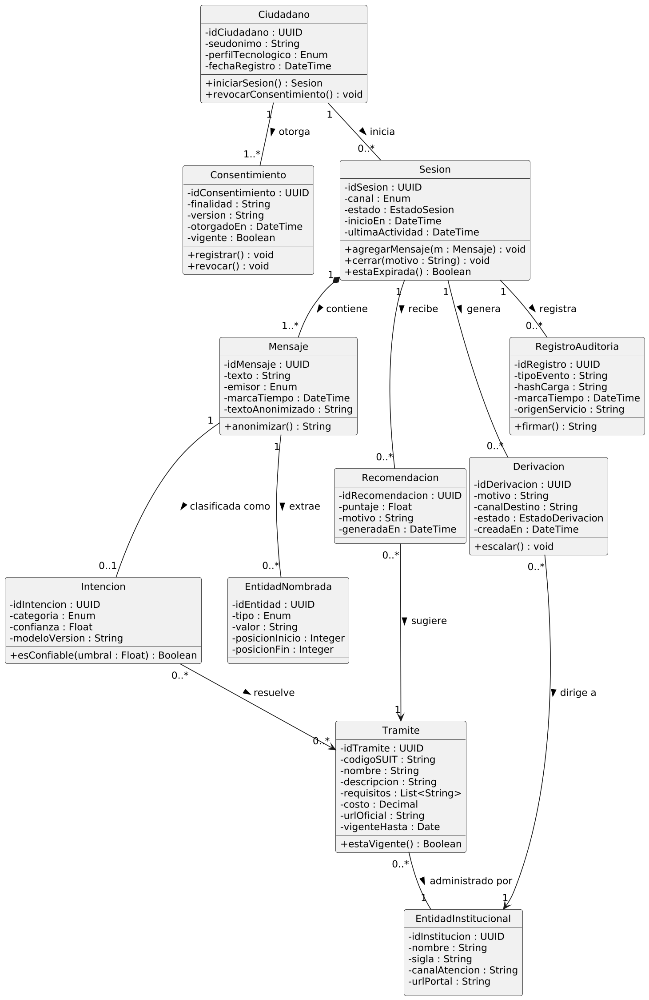 Ciudadano
-idCiudadano : UUID
-seudonimo : String
-perfilTecnologico : Enum
-fechaRegistro : DateTime
+iniciarSesion() : Sesion
+revocarConsentimiento() : void
1
1
otorga
inicia
1..*
0..*
Consentimiento
-idConsentimiento : UUID
-finalidad : String
-version : String
-otorgadoEn : DateTime
-vigente : Boolean
+registrar() : void
+revocar() : void
Sesion
-idSesion : UUID
-canal : Enum
-estado : EstadoSesion
-inicioEn : DateTime
-ultimaActividad : DateTime
+agregarMensaje(m : Mensaje) : void
+cerrar(motivo : String) : void
+estaExpirada() : Boolean
1
1
1
1
contiene
recibe
genera
registra
1..*
0..*
Mensaje
-idMensaje : UUID
-texto : String
-emisor : Enum
-marcaTiempo : DateTime
-textoAnonimizado : String
+anonimizar() : String
RegistroAuditoria
-idRegistro : UUID
-tipoEvento : String
-hashCarga : String
-marcaTiempo : DateTime
-origenServicio : String
+firmar() : String
1
1
0..*
0..*
Recomendacion
-idRecomendacion : UUID
-puntaje : Float
-motivo : String
-generadaEn : DateTime
Derivacion
-idDerivacion : UUID
-motivo : String
-canalDestino : String
-estado : EstadoDerivacion
-creadaEn : DateTime
+escalar() : void
clasificada como
extrae
0..1
0..*
0..*
0..*
Intencion
-idIntencion : UUID
-categoria : Enum
-confianza : Float
-modeloVersion : String
+esConfiable(umbral : Float) : Boolean
EntidadNombrada
-idEntidad : UUID
-tipo : Enum
-valor : String
-posicionInicio : Integer
-posicionFin : Integer
sugiere
0..*
resuelve
dirige a
1
0..*
Tramite
-idTramite : UUID
-codigoSUIT : String
-nombre : String
-descripcion : String
-requisitos : List<String>
-costo : Decimal
-urlOficial : String
-vigenteHasta : Date
+estaVigente() : Boolean
0..*
administrado por
1
1
EntidadInstitucional
-idInstitucion : UUID
-nombre : String
-sigla : String
-canalAtencion : String
-urlPortal : String